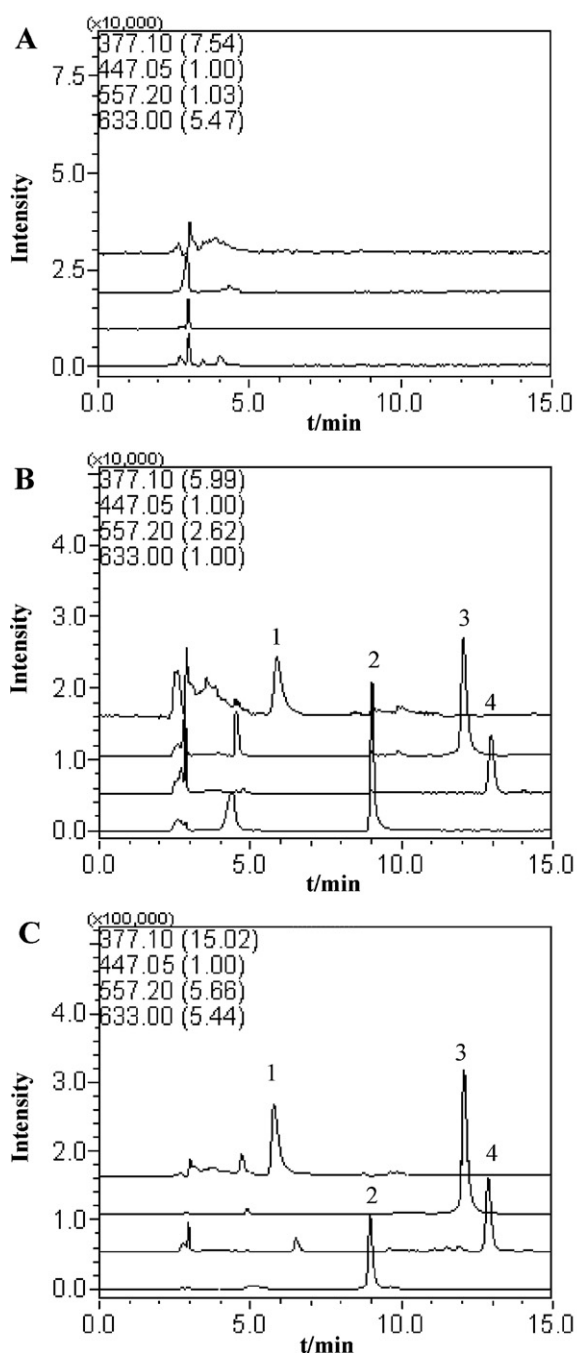 A
(×10,000)
377.10 (7.54)
447.05 (1.00)
557.20 (1.03)
633.00 (5.47)
7.5
5.0
2.5
0.0
Intensity
0.0 5.0 10.0 15.0
t/min
B
(×10,000)
377.10 (5.99)
447.05 (1.00)
557.20 (2.62)
633.00 (1.00)
4.0
3.0
2.0
1.0
0.0
Intensity
1 2 3 4
0.0 5.0 10.0 15.0
t/min
C
(×100,000)
377.10 (15.02)
447.05 (1.00)
557.20 (5.66)
633.00 (5.44)
4.0
3.0
2.0
1.0
0.0
Intensity
1 2 3 4
0.0 5.0 10.0 15.0
t/min